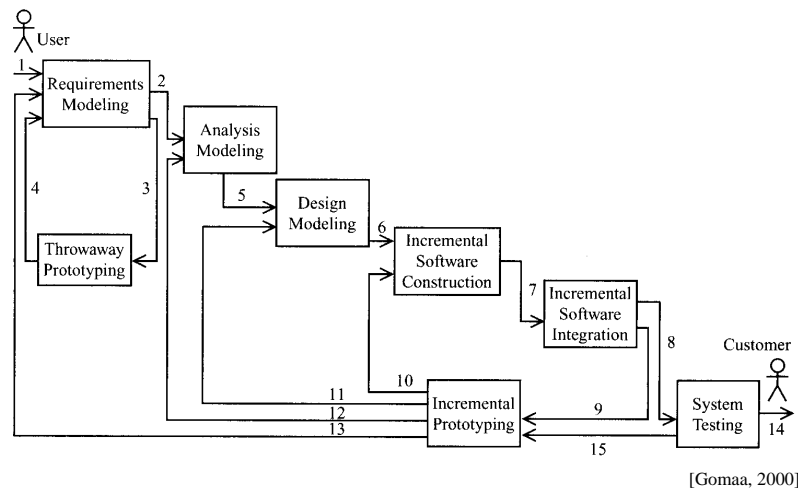 User
1
Requirements
Modeling
2
Analysis
Modeling
4
3
5
Design
Modeling
Throwaway
Prototyping
6
Incremental
Software
Construction
7
Incremental
Software
Integration
8
Customer
10
11
12
13
Incremental
Prototyping
9
15
System
Testing
14
[Gomaa, 2000]